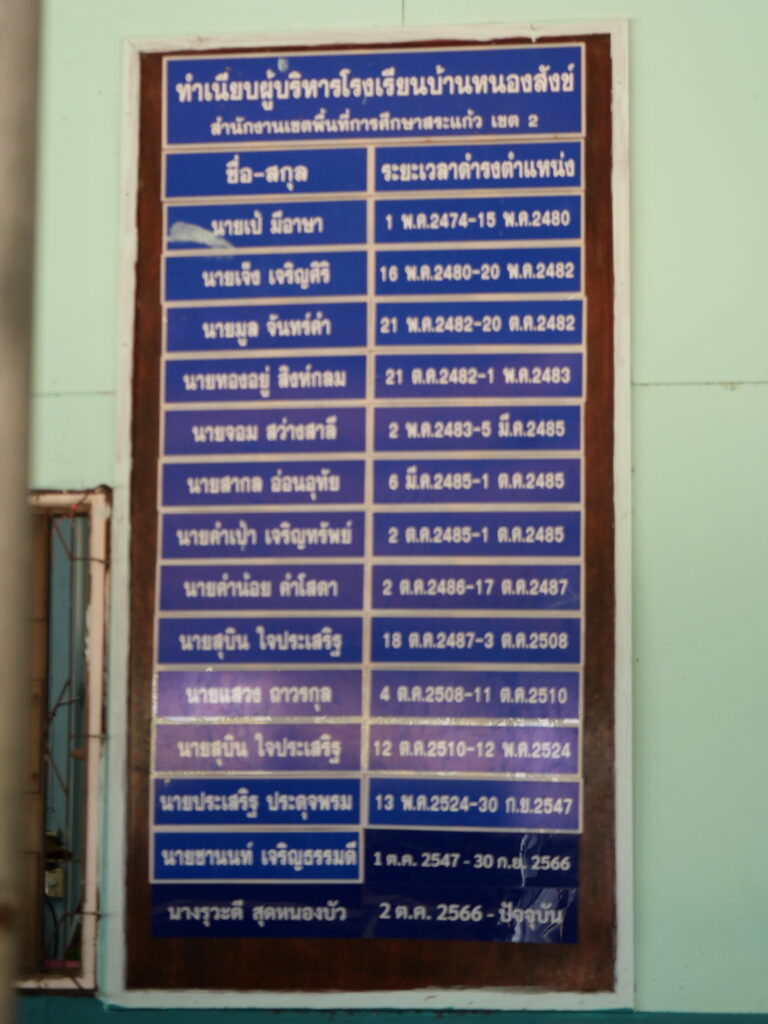 ทำเนียบผู้บริหารโรงเรียนบ้านหนองสังข์
สำนักงานเขตพื้นที่การศึกษาสระแก้ว เขต 2
ชื่อ-สกุล ระยะเวลาดำรงตำแหน่ง
นายเป๋ มีอาษา 1 พ.ค.2474-15 พ.ค.2480
นายเจ็ง เจริญศิริ 16 พ.ค.2480-20 พ.ค.2482
นายมูล จันทร์ดำ 21 พ.ค.2482-20 ต.ค.2482
นายทองอยู่ สิงห์กลม 21 ต.ค.2482-1 พ.ค.2483
นายจอม สว่างสาลี 2 พ.ค.2483-5 มี.ค.2485
นายสากล อ่อนอุทัย 6 มี.ค.2485-1 ต.ค.2485
นายคำเป๋า เจริญทรัพย์ 2 ต.ค.2485-1 ต.ค.2485
นายคำน้อย คำโสดา 2 ต.ค.2486-17 ต.ค.2487
นายสุบิน ใจประเสริฐ 18 ต.ค.2487-3 ต.ค.2508
นายแสวง ถาวรกุล 4 ต.ค.2508-11 ต.ค.2510
นายสุบิน ใจประเสริฐ 12 ต.ค.2510-12 พ.ค.2524
นายประเสริฐ ประดุจพรม 13 พ.ค.2524-30 ก.ย.2547
นายชานนท์ เจริญธรรมดี 1 ต.ค. 2547 - 30 ก.ย. 2566
นางรุวะดี สุดหนองบัว 2 ต.ค. 2566 - ปัจจุบัน